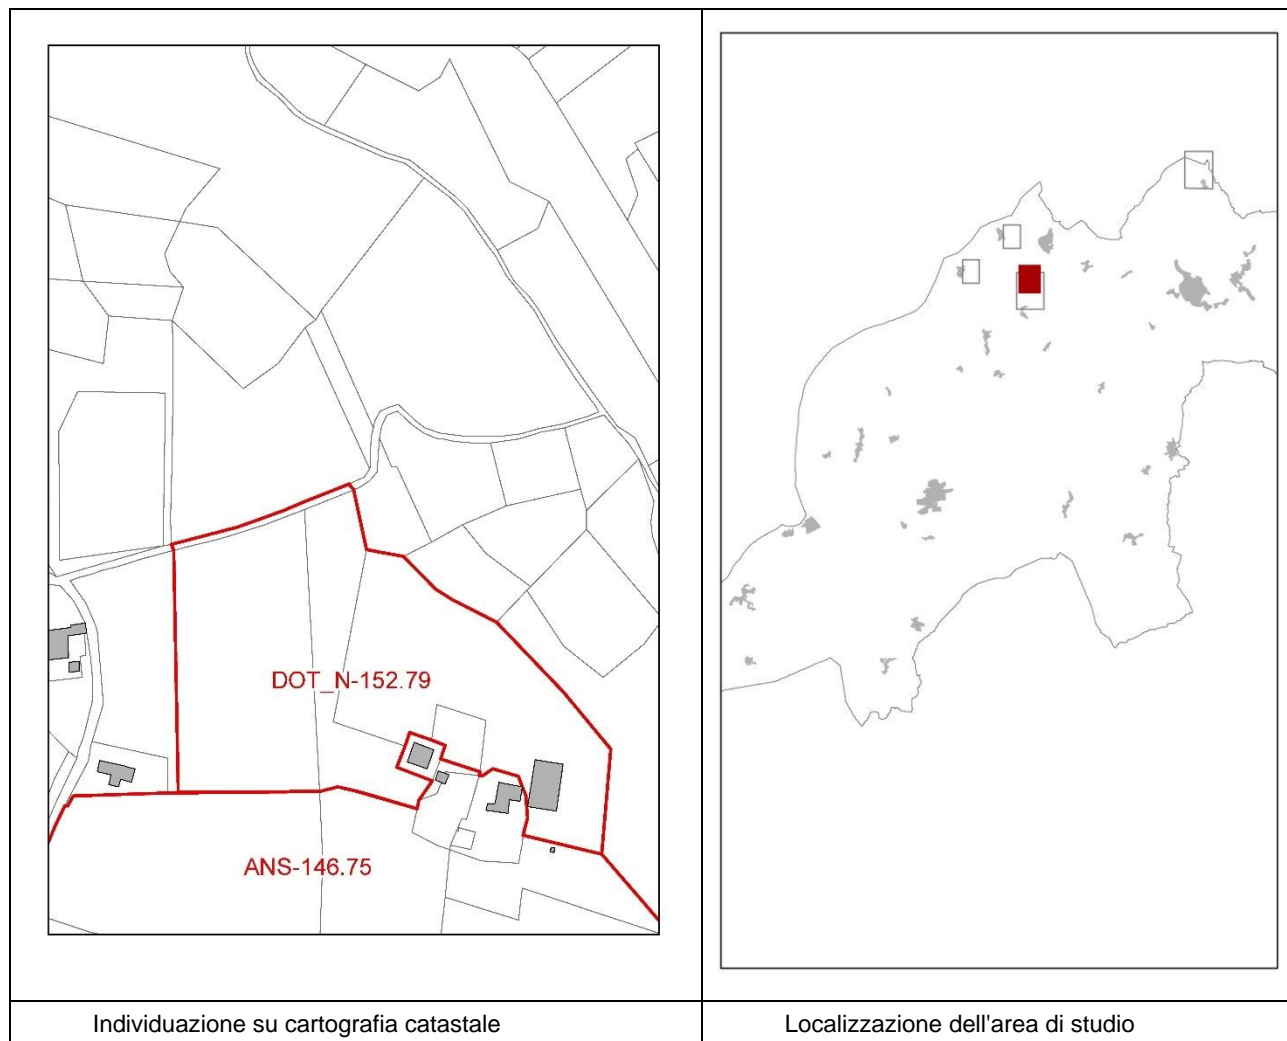 DOT_N-152.79
ANS-146.75
Individuazione su cartografia catastale
Localizzazione dell'area di studio